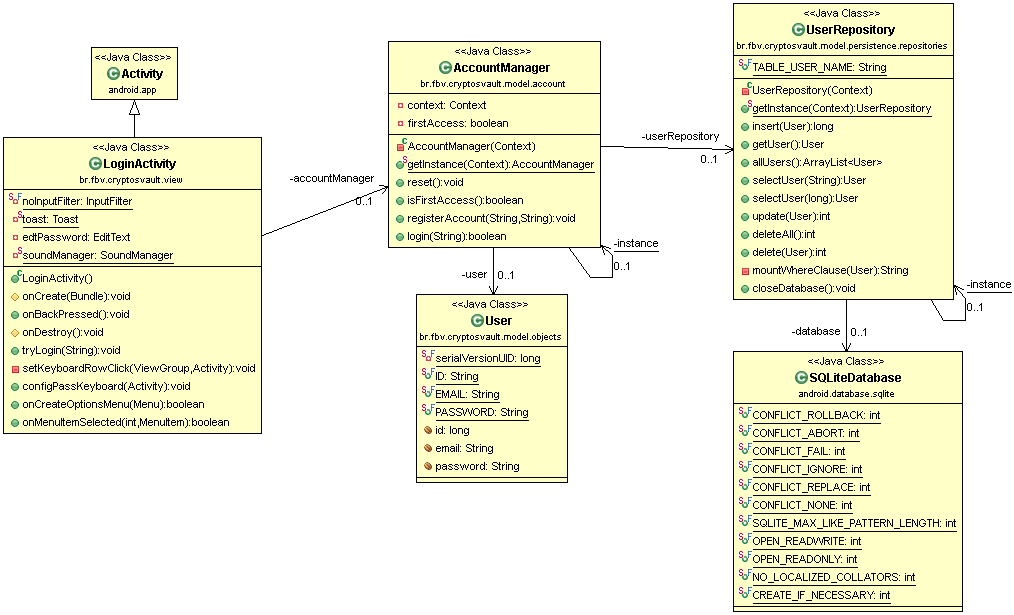 <<Java Class>>
Activity
android.app
<<Java Class>>
LoginActivity
br.fbv.cryptosvault.view
noInputFilter: InputFilter
toast: Toast
edtPassword: EditText
soundManager: SoundManager
LoginActivity()
onCreate(Bundle):void
onBackPressed():void
onDestroy():void
tryLogin(String):void
setKeyboardRowClick(ViewGroup,Activity):void
configPassKeyboard(Activity):void
onCreateOptionsMenu(Menu):boolean
onMenuItemSelected(int,MenuItem):boolean
-accountManager
0..1
<<Java Class>>
AccountManager
br.fbv.cryptosvault.model.account
context: Context
firstAccess: boolean
AccountManager(Context)
getInstance(Context):AccountManager
reset():void
isFirstAccess():boolean
registerAccount(String,String):void
login(String):boolean
-instance
0..1
-user
0..1
<<Java Class>>
User
br.fbv.cryptosvault.model.objects
serialVersionUID: long
ID: String
EMAIL: String
PASSWORD: String
id: long
email: String
password: String
-userRepository
0..1
<<Java Class>>
UserRepository
br.fbv.cryptosvault.model.persistence.repositories
TABLE_USER_NAME: String
UserRepository(Context)
getInstance(Context):UserRepository
insert(User):long
getUser():User
allUsers():ArrayList<User>
selectUser(String):User
selectUser(long):User
update(User):int
deleteAll():int
delete(User):int
mountWhereClause(User):String
closeDatabase():void
-instance
0..1
-database
0..1
<<Java Class>>
SQLiteDatabase
android.database.sqlite
CONFLICT_ROLLBACK: int
CONFLICT_ABORT: int
CONFLICT_FAIL: int
CONFLICT_IGNORE: int
CONFLICT_REPLACE: int
CONFLICT_NONE: int
SQLITE_MAX_LIKE_PATTERN_LENGTH: int
OPEN_READWRITE: int
OPEN_READONLY: int
NO_LOCALIZED_COLLATORS: int
CREATE_IF_NECESSARY: int